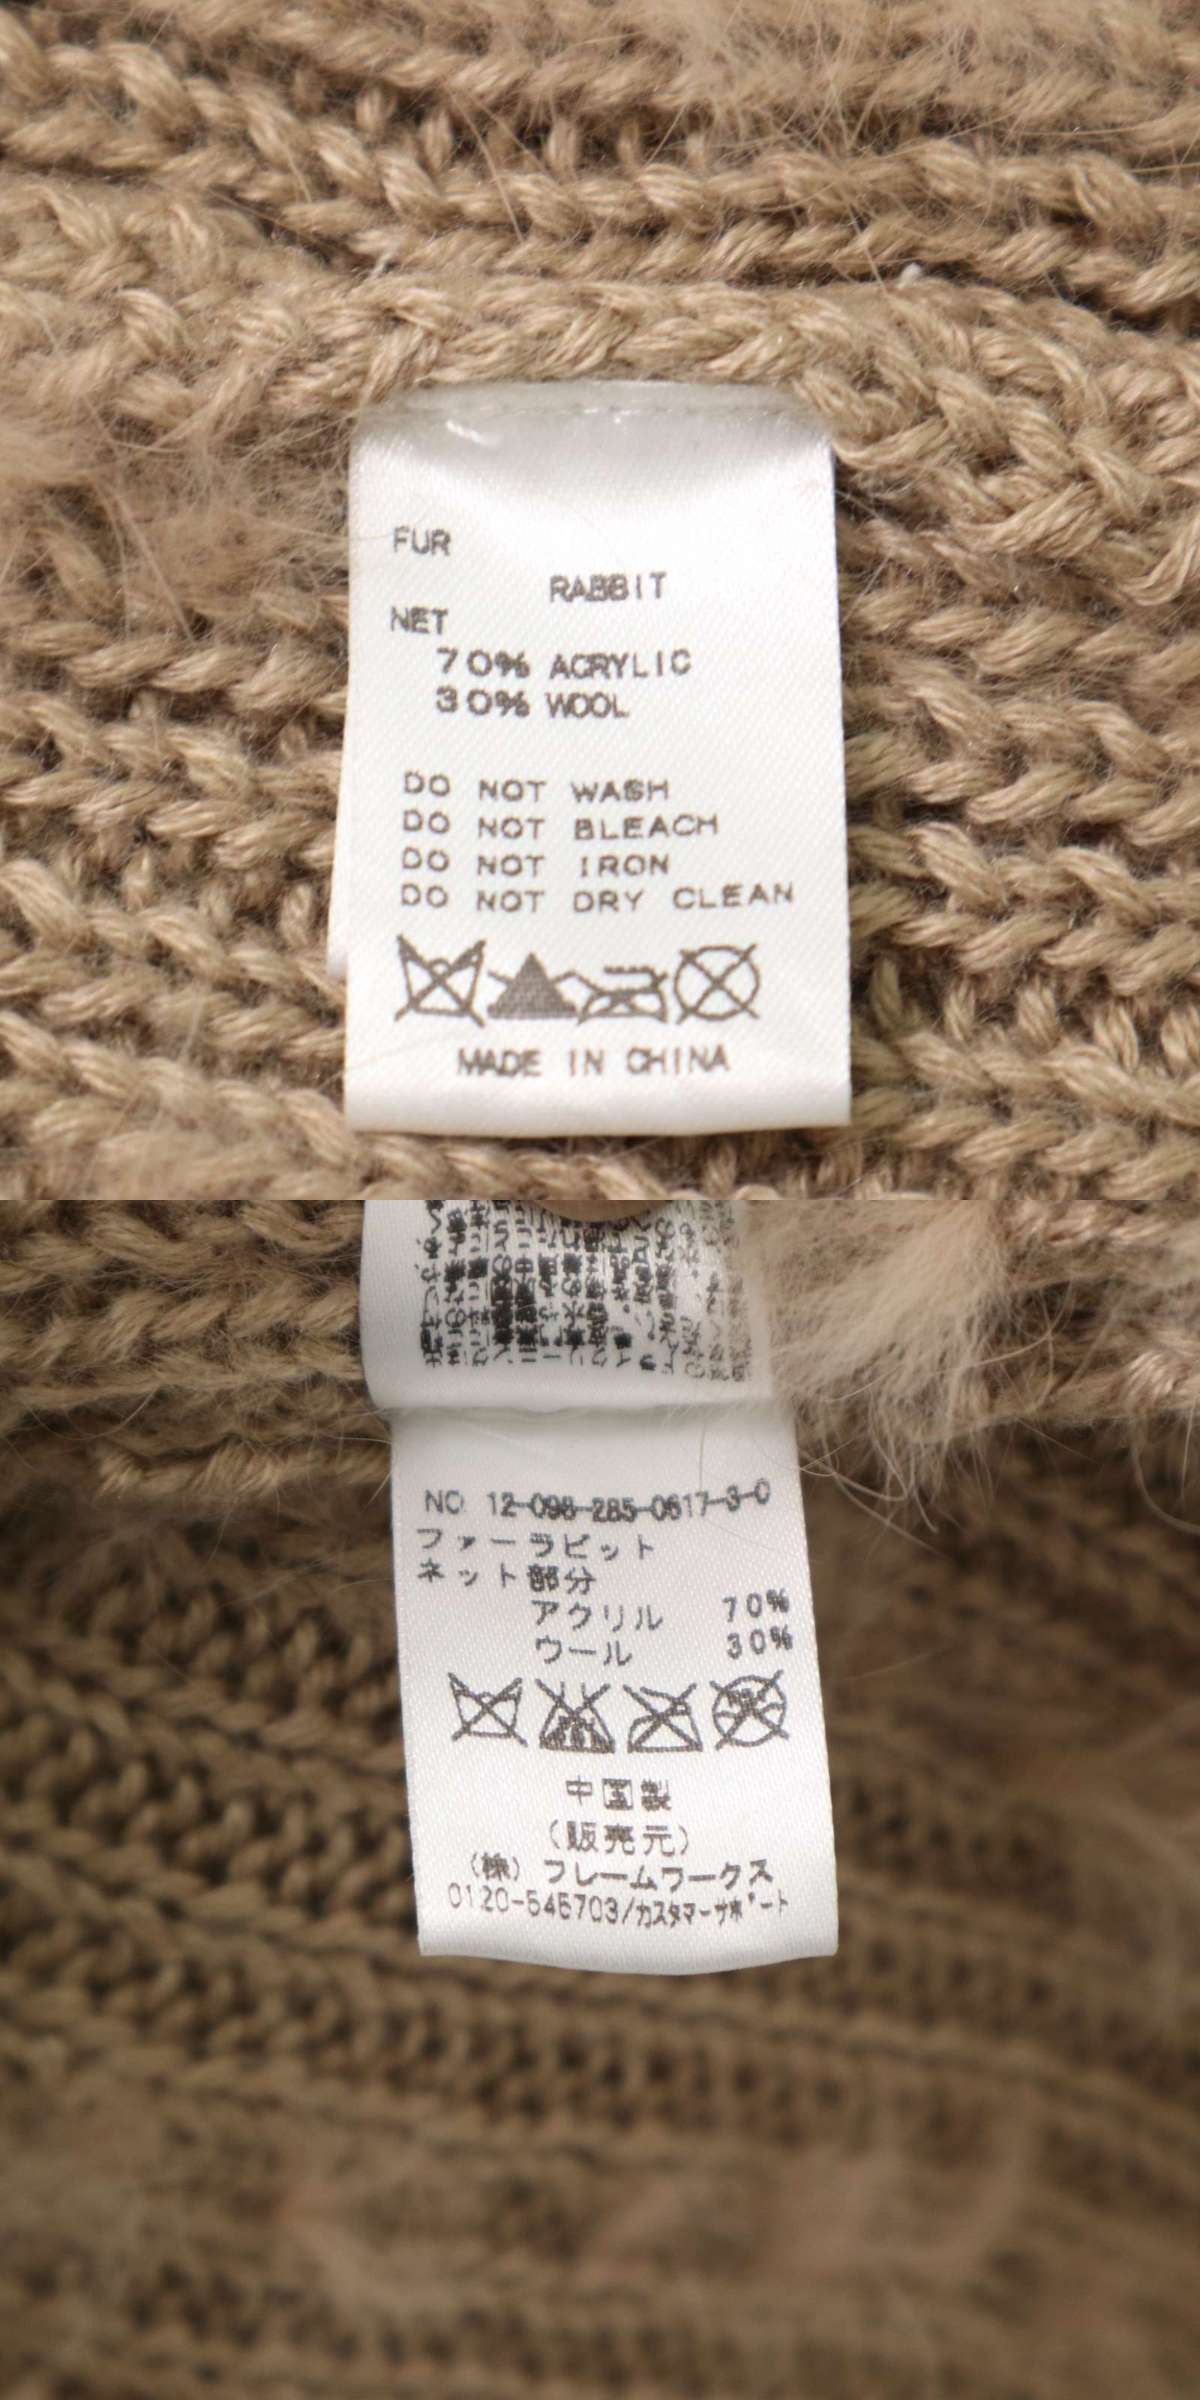 FUR
RABBIT
NET
70% ACRYLIC
30% WOOL
DO NOT WASH
DO NOT BLEACH
DO NOT IRON
DO NOT DRY CLEAN
MADE IN CHINA
NO 12-098-285-0617-3-0
ファーラビット
ネット部分
アクリル 70%
ウール 30%
中国製
(販売元)
(株) フレームワークス
0120-545703/カスタマーサポート